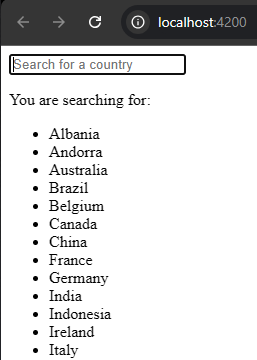 localhost:4200
Search for a country
You are searching for:
Albania
Andorra
Australia
Brazil
Belgium
Canada
China
France
Germany
India
Indonesia
Ireland
Italy